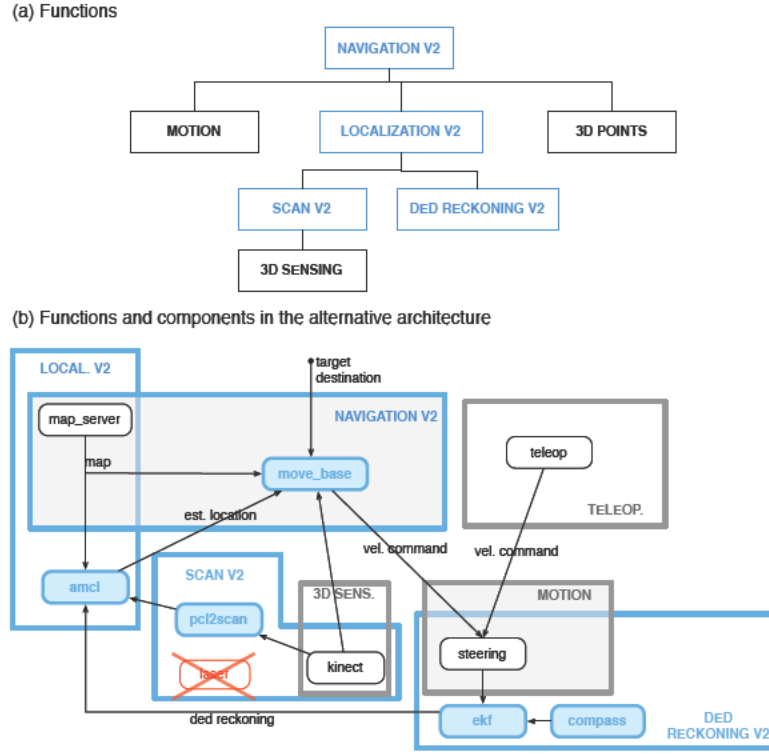 (a) Functions
NAVIGATION V2
MOTION
LOCALIZATION V2
3D POINTS
SCAN V2
DED RECKONING V2
3D SENSING
(b) Functions and components in the alternative architecture
LOCAL. V2
target
destination
map_server
NAVIGATION V2
teleop
map
move_base
TELEOP.
est. location
vel. command
vel. command
SCAN V2
amcl
3D SENS.
MOTION
pcl2scan
laser
kinect
steering
ded reckoning
ekf
compass
DED
RECKONING V2